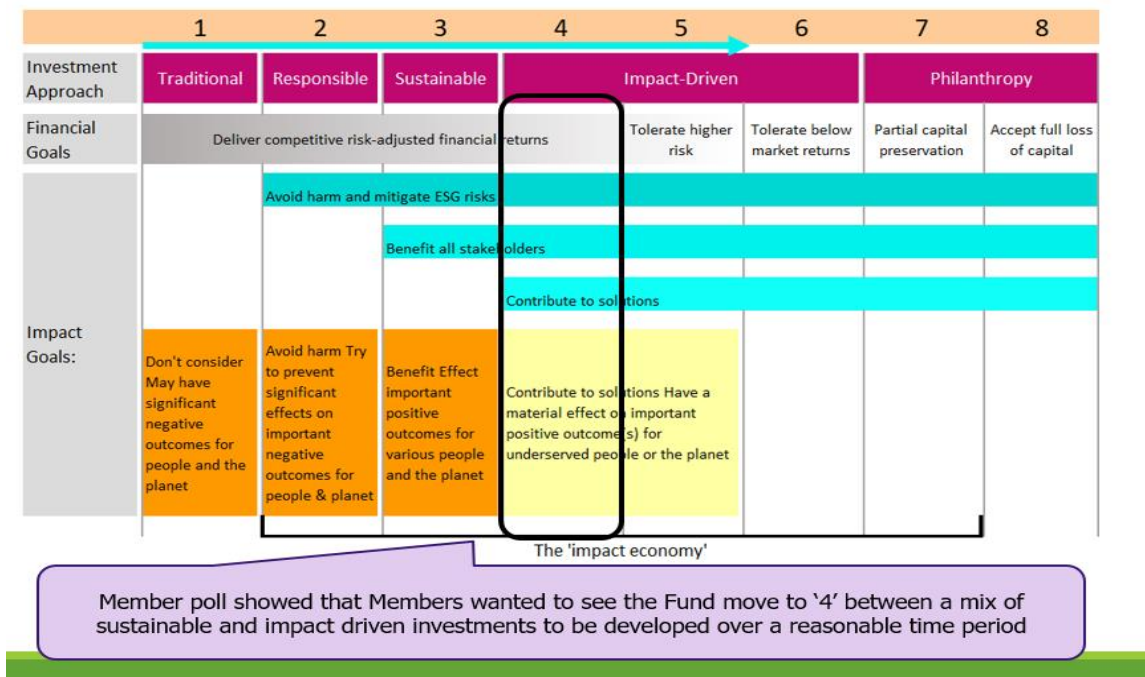 1 2 3 4 5 6 7 8
Investment
Approach
Traditional
Responsible
Sustainable
Impact-Driven
Philanthropy
Financial
Goals
Deliver competitive risk-adjusted financial returns
Tolerate higher
risk
Tolerate below
market returns
Partial capital
preservation
Accept full loss
of capital
Impact
Goals:
Avoid harm and mitigate ESG risks
Benefit all stakeholders
Contribute to solutions
Don't consider
May have
significant
negative
outcomes for
people and the
planet
Avoid harm Try
to prevent
significant
effects on
important
negative
outcomes for
people & planet
Benefit Effect
important
positive
outcomes for
various people
and the planet
Contribute to solutions Have a
material effect on important
positive outcome(s) for
underserved people or the planet
The 'impact economy'
Member poll showed that Members wanted to see the Fund move to ‘4’ between a mix of
sustainable and impact driven investments to be developed over a reasonable time period